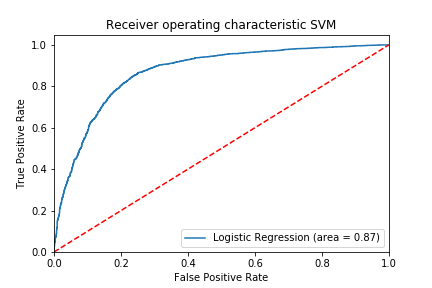 Receiver operating characteristic SVM
1.0
0.8
0.6
0.4
0.2
0.0
True Positive Rate
Logistic Regression (area = 0.87)
0.0 0.2 0.4 0.6 0.8 1.0
False Positive Rate